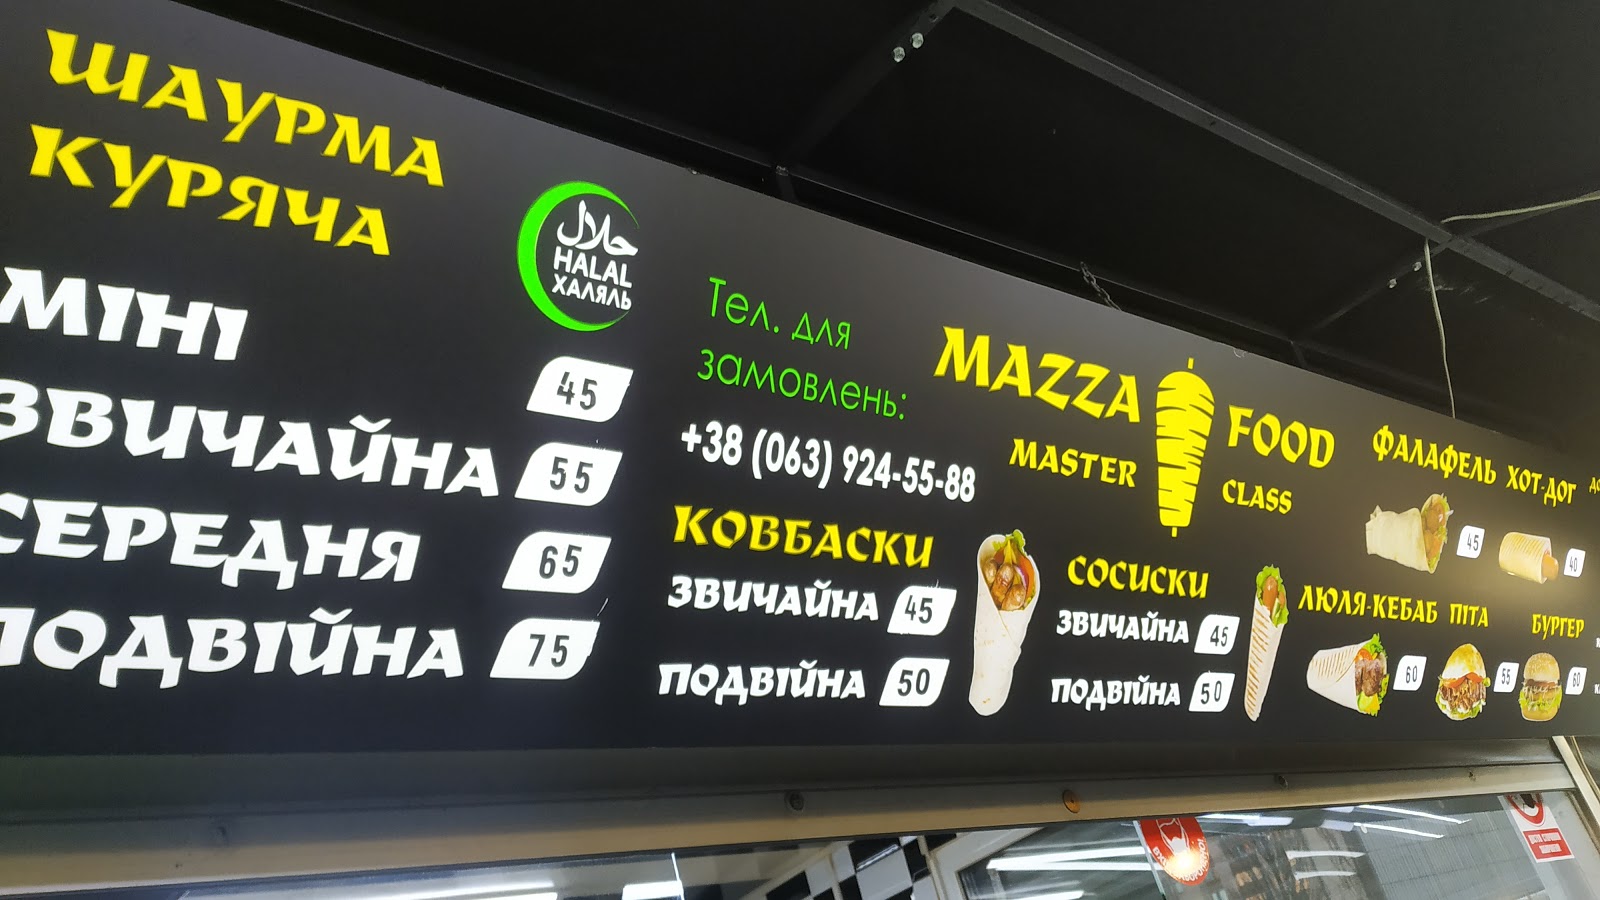 ШАУРМА
КУРЯЧА
МІНІ 45
ЗВИЧАЙНА 55
СЕРЕДНЯ 65
ПОДВІЙНА 75
حلال
HALAL
ХАЛЯЛЬ
Тел. для
замовлень:
+38 (063) 924-55-88
КОВБАСКИ
ЗВИЧАЙНА 45
ПОДВІЙНА 50
MAZZA FOOD
MASTER CLASS
СОСИСКИ
ЗВИЧАЙНА 45
ПОДВІЙНА 50
ФАЛАФЕЛЬ ХОТ-ДОГ
45 40
ЛЮЛЯ-КЕБАБ ПІТА БУРГЕР
60 55 60